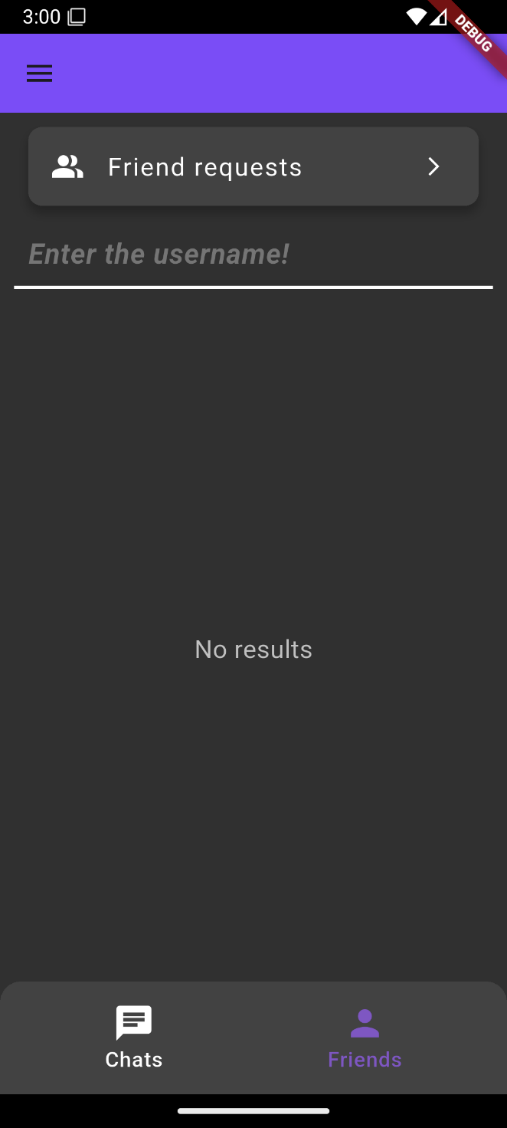 3:00
DEBUG
Friend requests
Enter the username!
No results
Chats
Friends